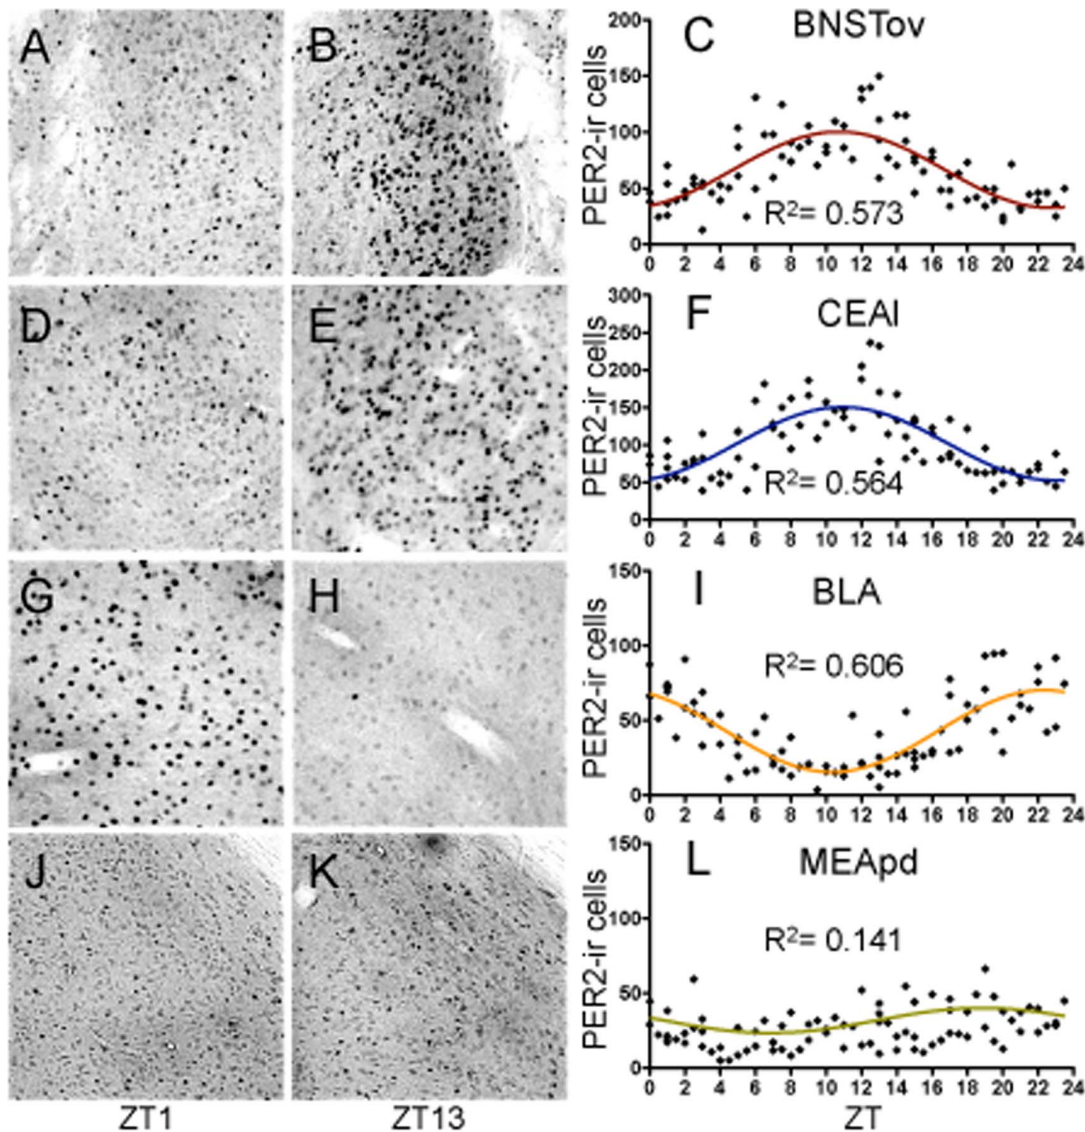 A
B
C
BNSTov
PER2-ir cells
200
150
100
50
0
R²= 0.573
0 2 4 6 8 10 12 14 16 18 20 22 24
D
E
F
CEAl
PER2-ir cells
300
250
200
150
100
50
0
R²= 0.564
0 2 4 6 8 10 12 14 16 18 20 22 24
G
H
I
BLA
PER2-ir cells
150
100
50
0
R²= 0.606
0 2 4 6 8 10 12 14 16 18 20 22 24
J
K
L
MEApd
PER2-ir cells
150
100
50
0
R²= 0.141
0 2 4 6 8 10 12 14 16 18 20 22 24
ZT1
ZT13
ZT